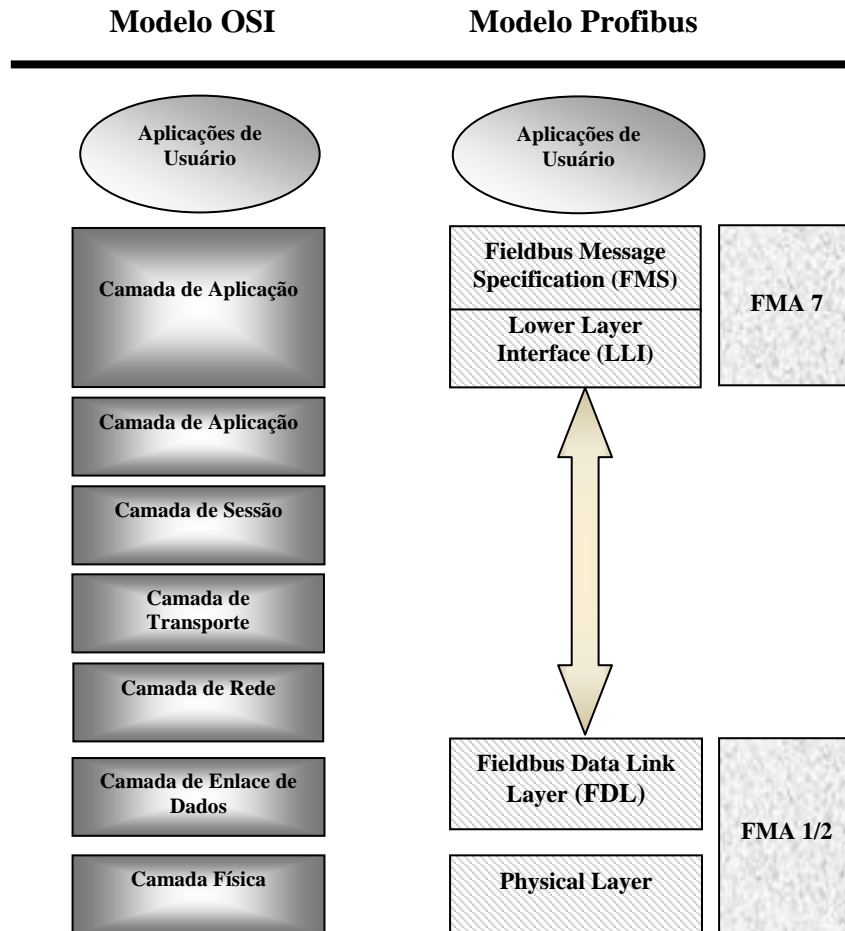 Modelo OSI
Modelo Profibus
Aplicações de
Usuário
Aplicações de
Usuário
Camada de Aplicação
Fieldbus Message
Specification (FMS)
Lower Layer
Interface (LLI)
FMA 7
Camada de Aplicação
Camada de Sessão
Camada de
Transporte
Camada de Rede
Camada de Enlace de
Dados
Fieldbus Data Link
Layer (FDL)
FMA 1/2
Camada Física
Physical Layer